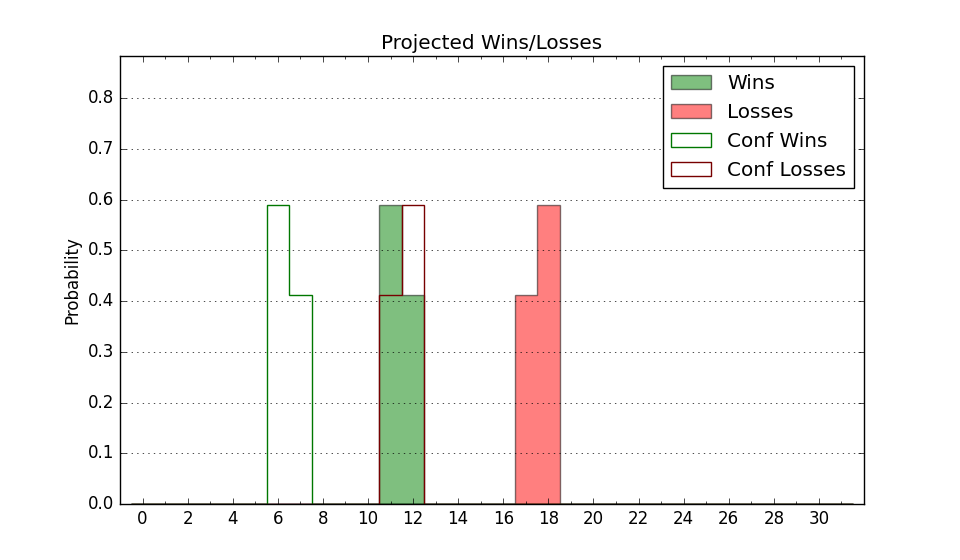 Projected Wins/Losses
Wins
Losses
Conf Wins
Conf Losses
Probability
0.8
0.7
0.6
0.5
0.4
0.3
0.2
0.1
0.0
0 2 4 6 8 10 12 14 16 18 20 22 24 26 28 30